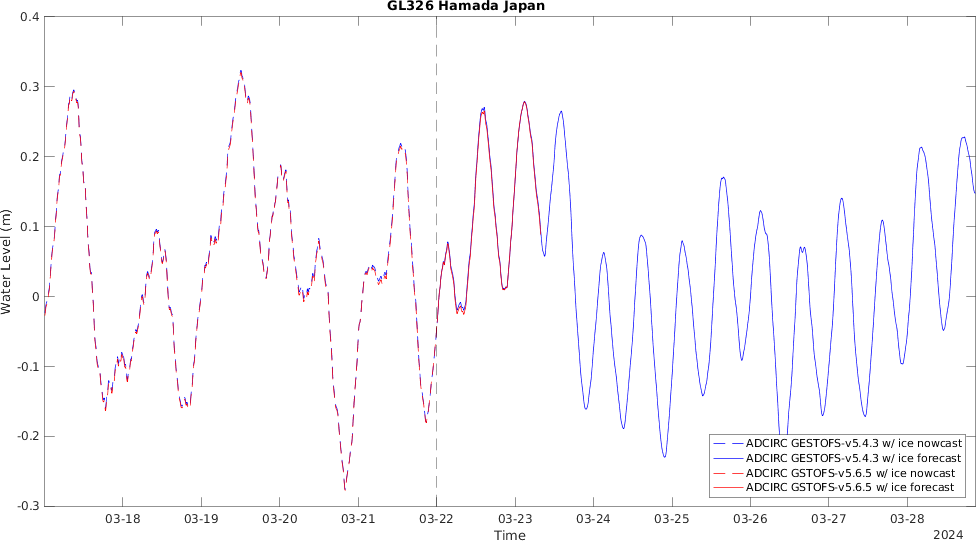 GL326 Hamada Japan
0.4
0.3
0.2
0.1
0
-0.1
-0.2
-0.3
Water Level (m)
ADCIRC GESTOFS-v5.4.3 w/ ice nowcast
ADCIRC GESTOFS-v5.4.3 w/ ice forecast
ADCIRC GSTOFS-v5.6.5 w/ ice nowcast
ADCIRC GSTOFS-v5.6.5 w/ ice forecast
03-18 03-19 03-20 03-21 03-22 03-23 03-24 03-25 03-26 03-27 03-28
Time
2024